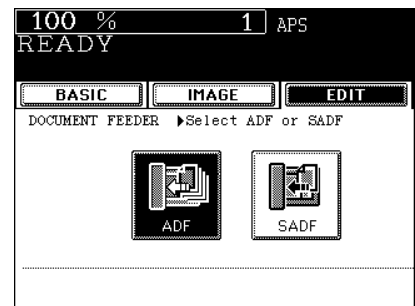 100 % 1 APS
READY
BASIC IMAGE EDIT
DOCUMENT FEEDER ▶Select ADF or SADF
ADF SADF